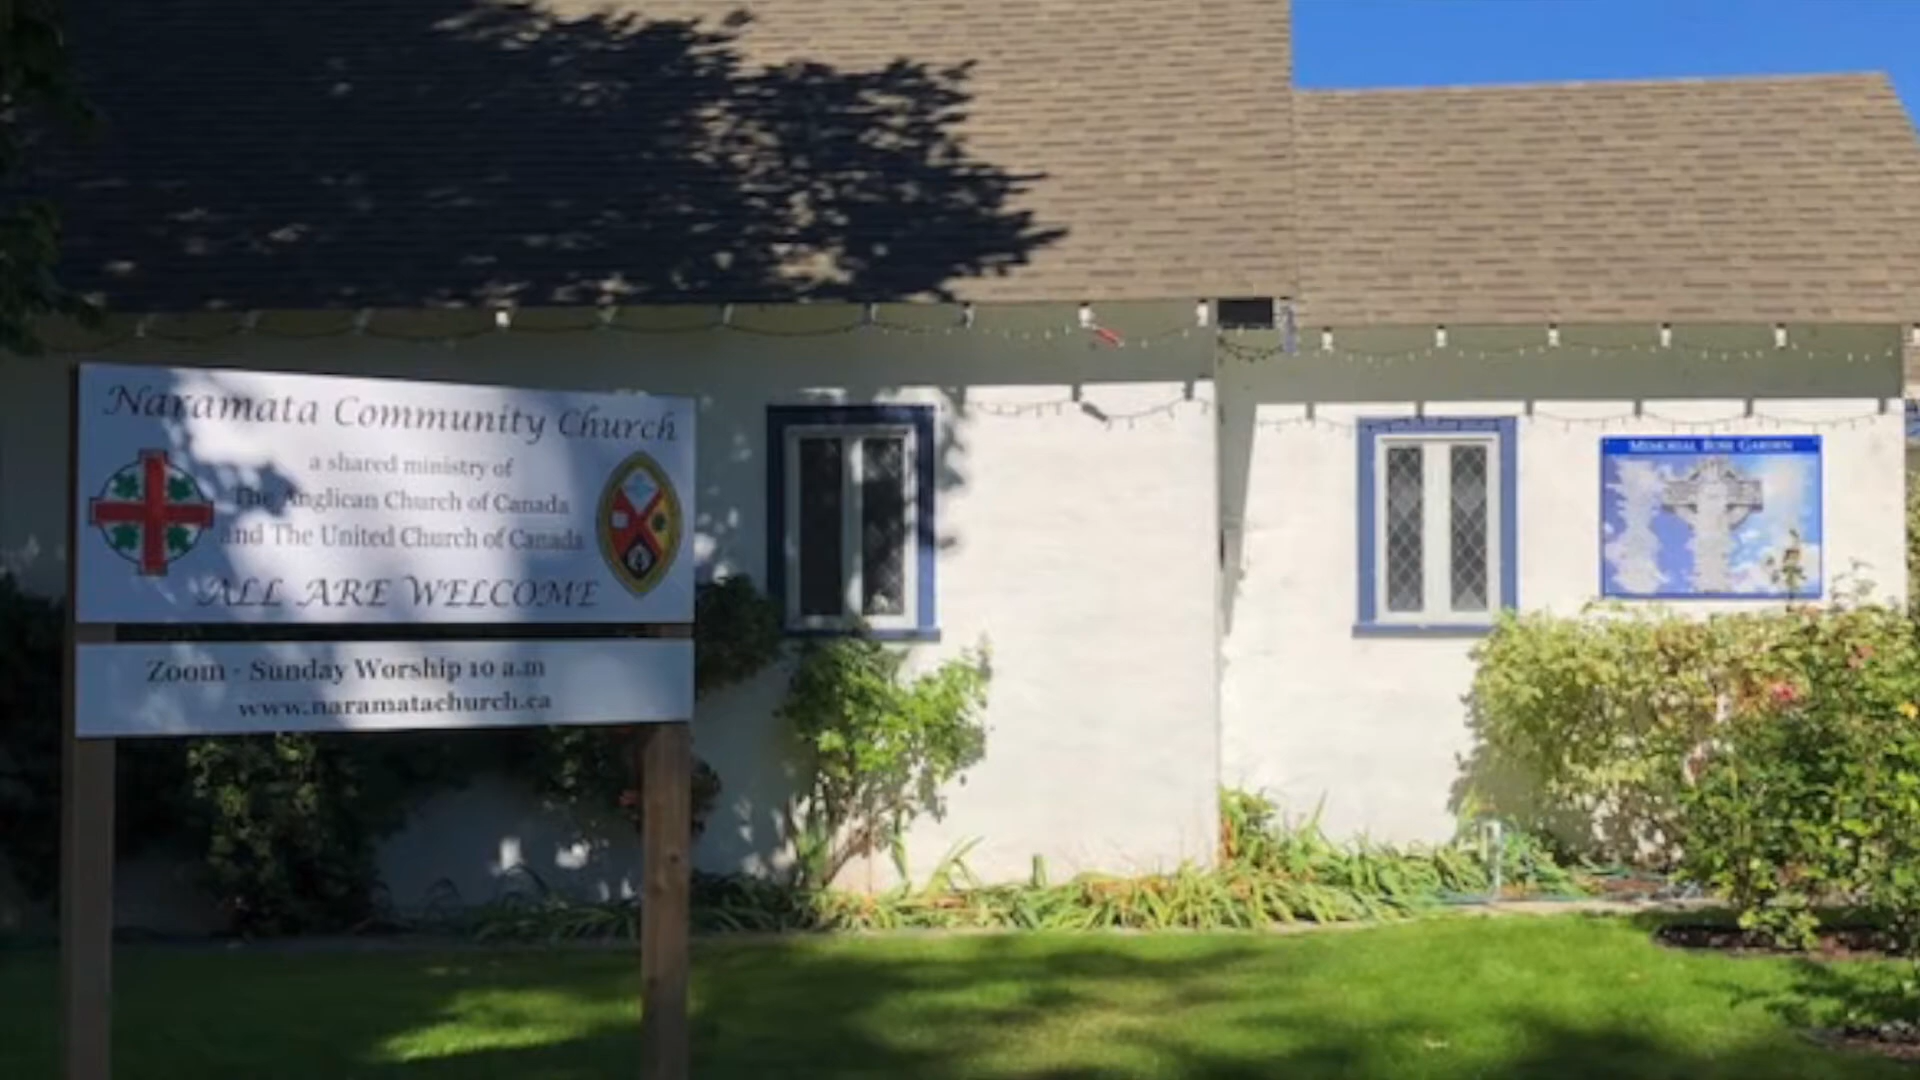 Naramata Community Church
a shared ministry of
The Anglican Church of Canada
and The United Church of Canada
ALL ARE WELCOME
Zoom - Sunday Worship 10 a.m
www.naramatachurch.ca
MEMORIAL ROSE GARDEN